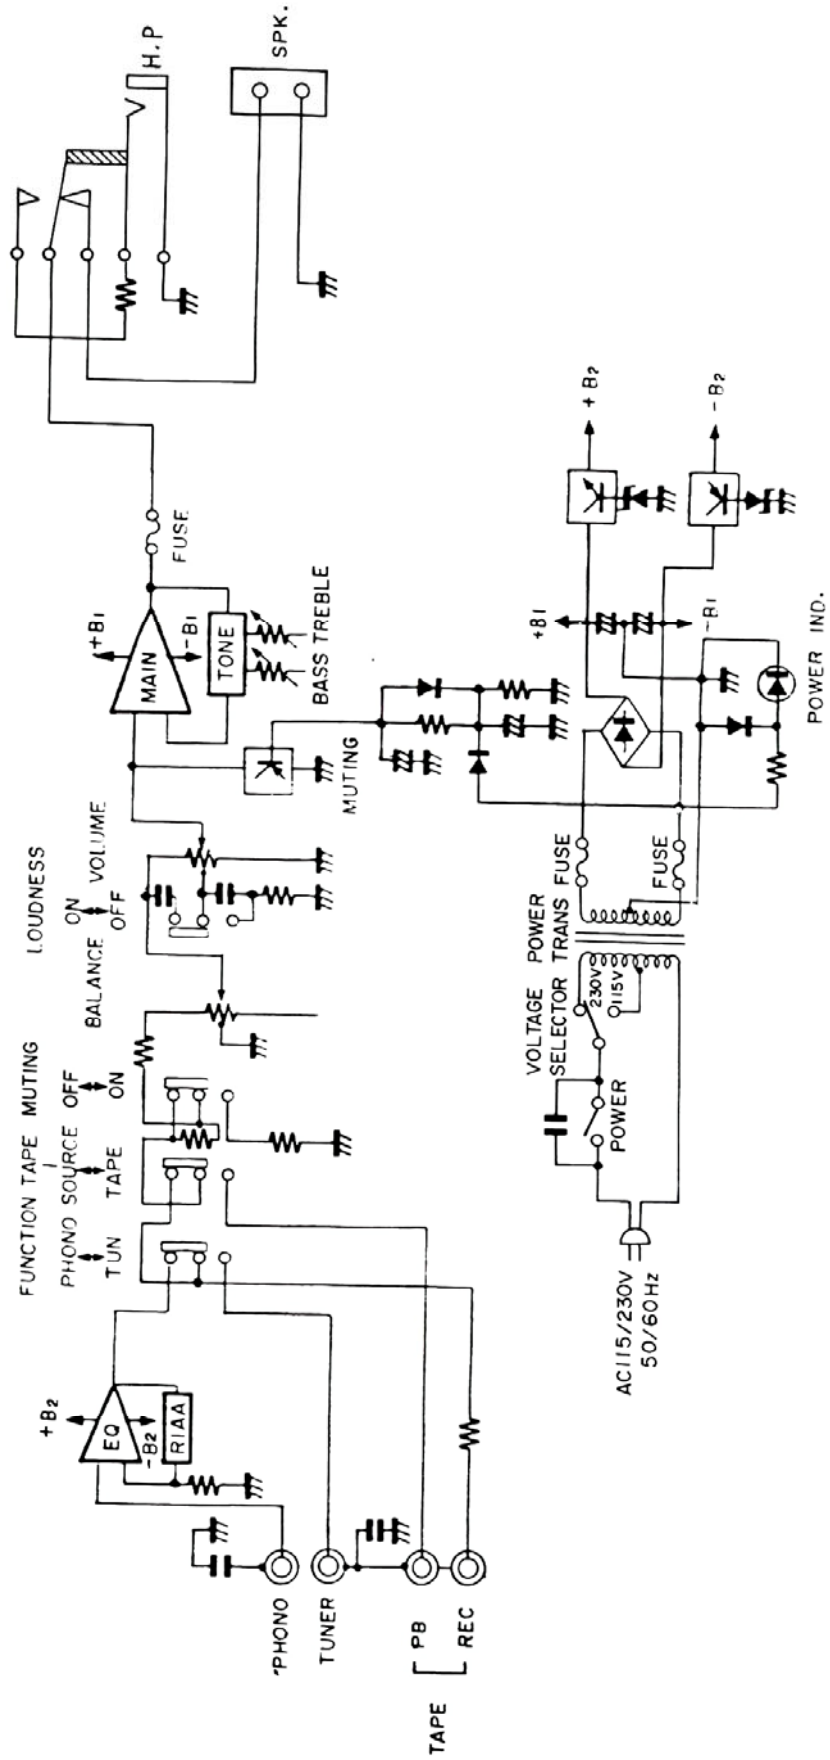 FUNCTION TAPE MUTING
PHONO SOURCE OFF
TUN TAPE ON
LOUDNESS
ON
OFF
BALANCE VOLUME
+B2
EQ
-B2
RIAA
PHONO
TUNER
PB
REC
TAPE
+B1
MAIN
-B1
TONE
BASS TREBLE
MUTING
FUSE
H.P
SPK.
VOLTAGE POWER
SELECTOR TRANS FUSE
230V
115V
POWER
FUSE
AC115/230V
50/60Hz
+B1
-B1
+B2
-B2
POWER IND.